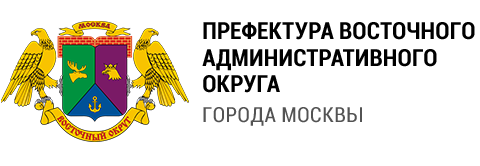 МОСКВА
ВОСТОЧНЫЙ ОКРУГ
ПРЕФЕКТУРА ВОСТОЧНОГО
АДМИНИСТРАТИВНОГО
ОКРУГА
ГОРОДА МОСКВЫ